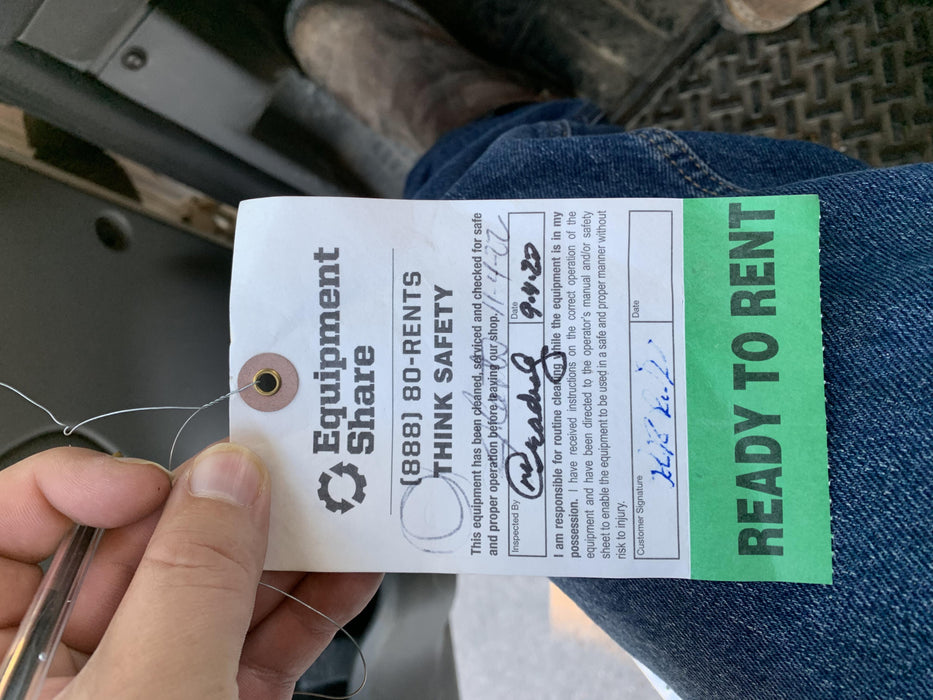 Equipment
Share
(888) 80-RENTS
THINK SAFETY
This equipment has been cleaned, serviced and checked for safe
and proper operation before leaving our shop.
Inspected By
Date
9-4-20
I am responsible for routine cleaning while the equipment is in my
possession. I have received instructions on the correct operation of the
equipment and have been directed to the operator's manual and/or safety
sheet to enable the equipment to be used in a safe and proper manner without
risk to injury.
Customer Signature
Date
READY TO RENT